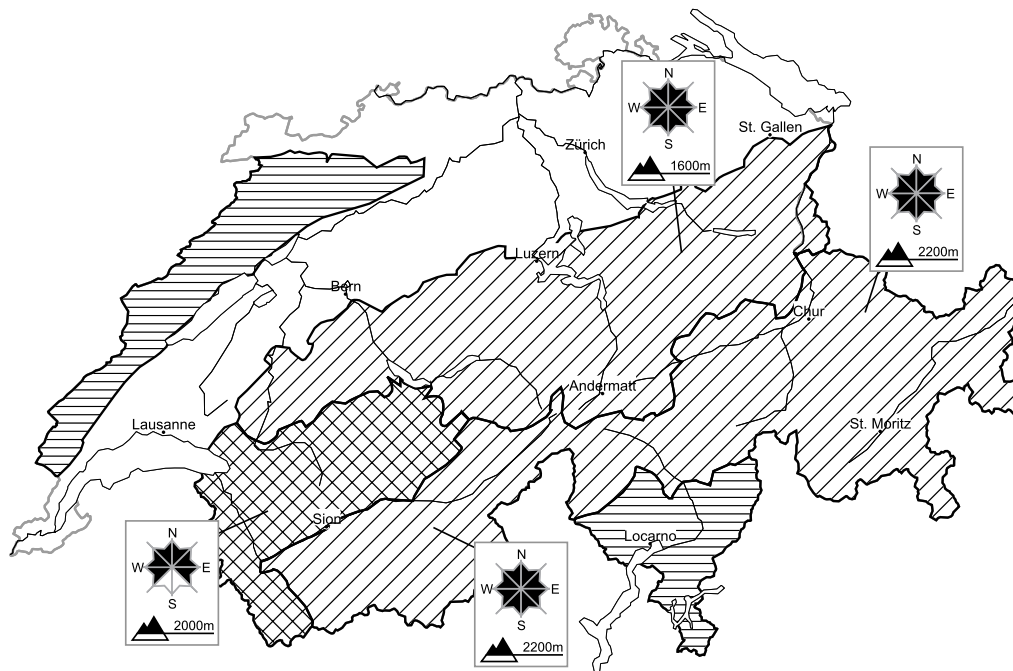 N
W E
S
1600m
St. Gallen
Zürich
N
W E
S
2200m
Luzern
Bern
Chur
Andermatt
Lausanne
St. Moritz
Sion
Locarno
N
W E
S
2000m
N
W E
S
2200m